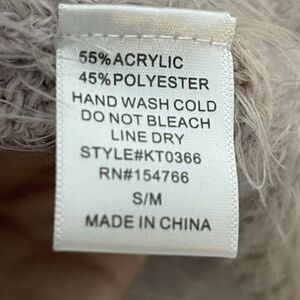 55%ACRYLIC
45%POLYESTER
HAND WASH COLD
DO NOT BLEACH
LINE DRY
STYLE#KT0366
RN#154766
S/M
MADE IN CHINA